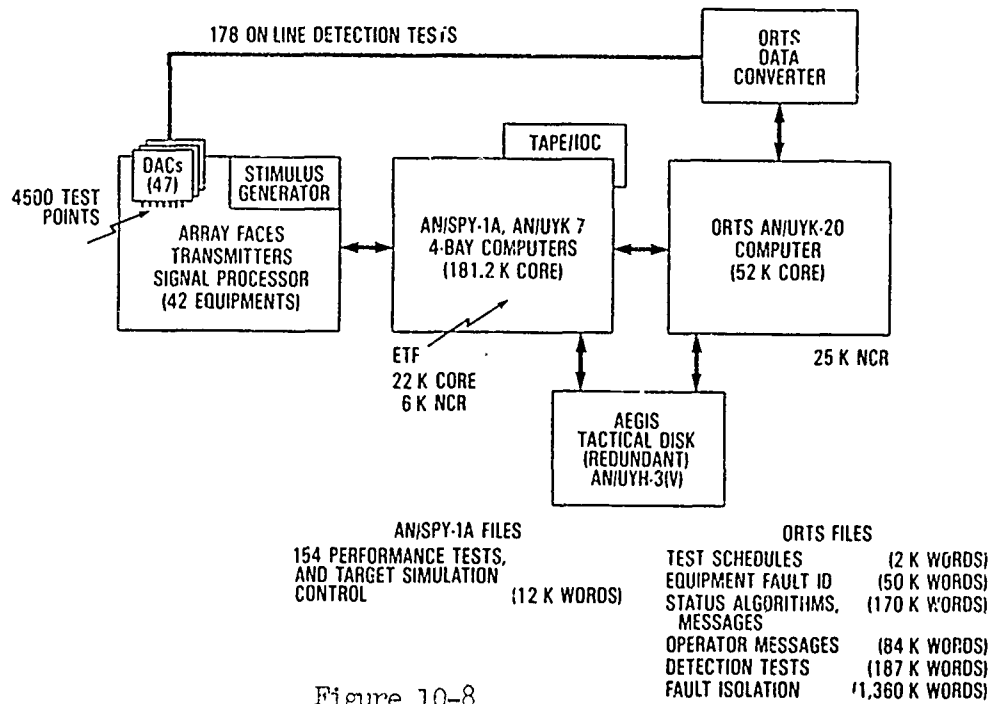 178 ON LINE DETECTION TESTS
ORTS
DATA
CONVERTER
TAPE/IOC
DACs
(47)
STIMULUS
GENERATOR
4500 TEST
POINTS
ARRAY FACES
TRANSMITTERS
SIGNAL PROCESSOR
(42 EQUIPMENTS)
AN/SPY-1A, AN/UYK 7
4-BAY COMPUTERS
(181.2 K CORE)
ORTS AN/UYK-20
COMPUTER
(52 K CORE)
ETF
22 K CORE
6 K NCR
25 K NCR
AEGIS
TACTICAL DISK
(REDUNDANT)
AN/UYH-3(V)
AN/SPY-1A FILES
154 PERFORMANCE TESTS,
AND TARGET SIMULATION
CONTROL (12 K WORDS)
ORTS FILES
TEST SCHEDULES (2 K WORDS)
EQUIPMENT FAULT ID (50 K WORDS)
STATUS ALGORITHMS, (170 K WORDS)
MESSAGES
OPERATOR MESSAGES (84 K WORDS)
DETECTION TESTS (187 K WORDS)
FAULT ISOLATION (1,360 K WORDS)
Figure 10-8